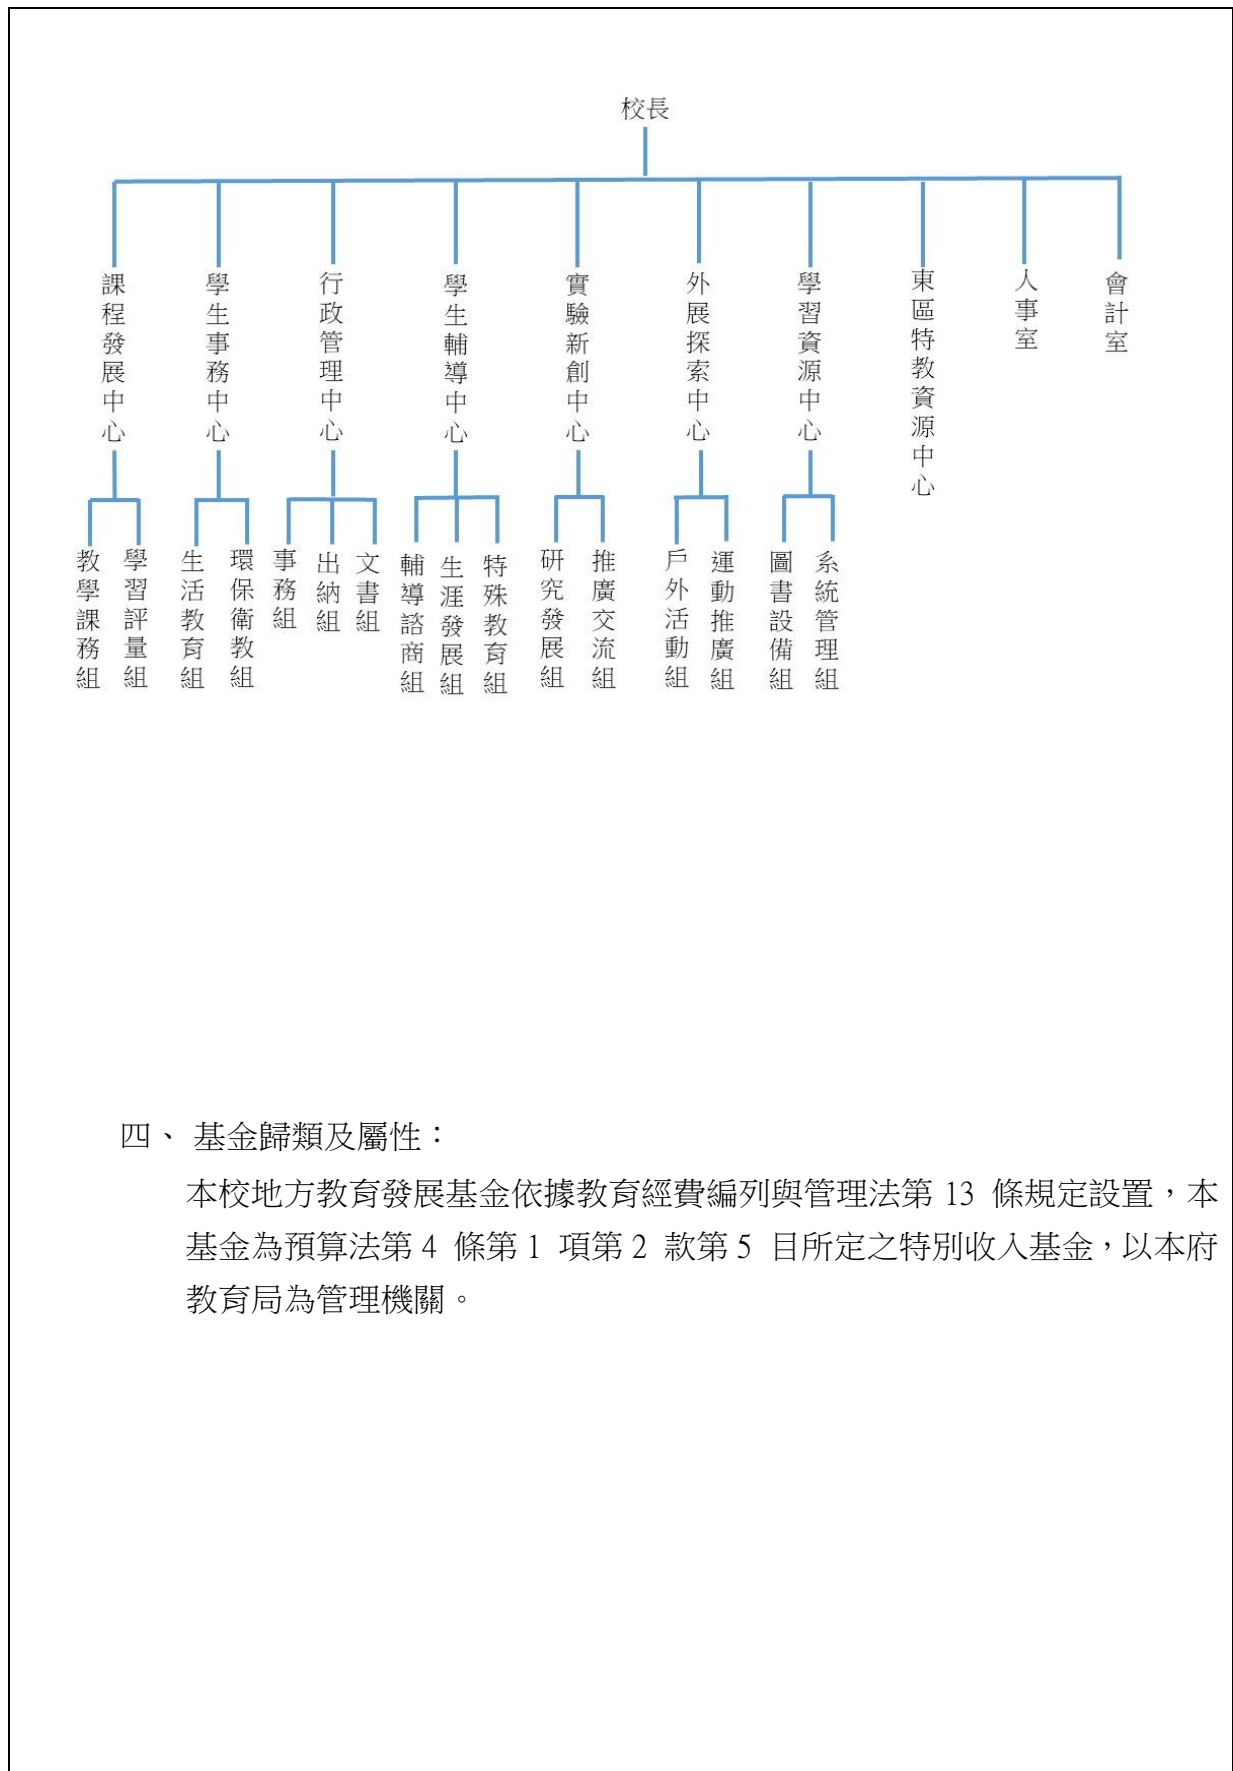 校長
課程發展中心
學生事務中心
行政管理中心
學生輔導中心
實驗新創中心
外展探索中心
學習資源中心
東區特教資源中心
人事室
會計室
教學課務組
學習評量組
生活教育組
環保衛教組
事務組
出納組
文書組
輔導諮商組
生涯發展組
特殊教育組
研究發展組
推廣交流組
戶外活動組
運動推廣組
圖書設備組
系統管理組
四、 基金歸類及屬性：
本校地方教育發展基金依據教育經費編列與管理法第 13 條規定設置，本
基金為預算法第 4 條第 1 項第 2 款第 5 目所定之特別收入基金，以本府
教育局為管理機關。